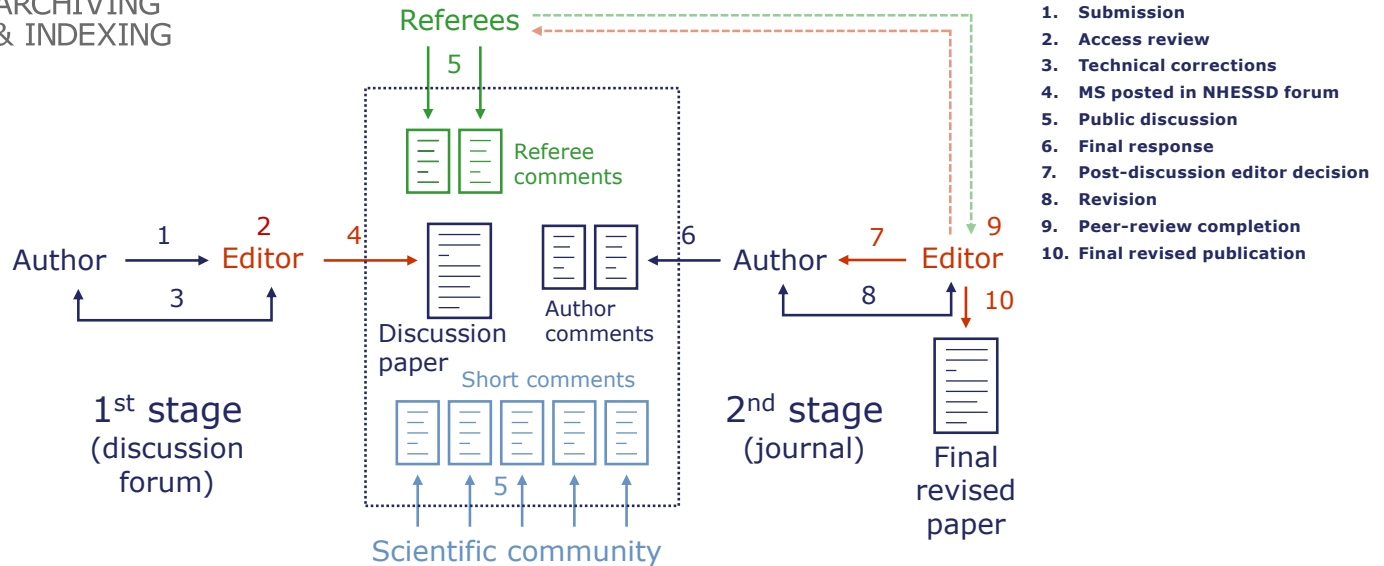 ARCHIVING
& INDEXING
Referees
5
Referee
comments
1
2
Author
Editor
3
4
Discussion
paper
Author
comments
6
Author
7
9
Editor
8
10
Short comments
5
Scientific community
1st stage
(discussion
forum)
2nd stage
(journal)
Final
revised
paper
1. Submission
2. Access review
3. Technical corrections
4. MS posted in NHESSD forum
5. Public discussion
6. Final response
7. Post-discussion editor decision
8. Revision
9. Peer-review completion
10. Final revised publication